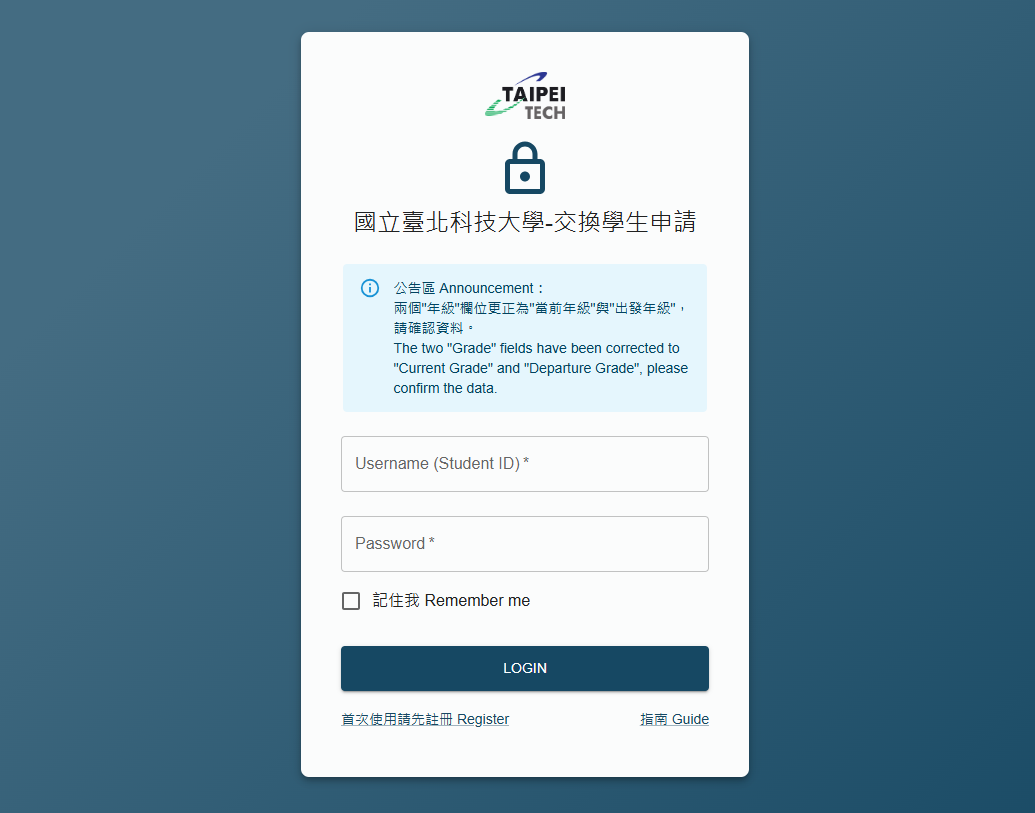 TAIPEI
TECH
國立臺北科技大學-交換學生申請
公告區 Announcement：
兩個"年級"欄位更正為"當前年級"與"出發年級"，
請確認資料。
The two "Grade" fields have been corrected to
"Current Grade" and "Departure Grade", please
confirm the data.
Username (Student ID) *
Password *
記住我 Remember me
LOGIN
首次使用請先註冊 Register
指南 Guide